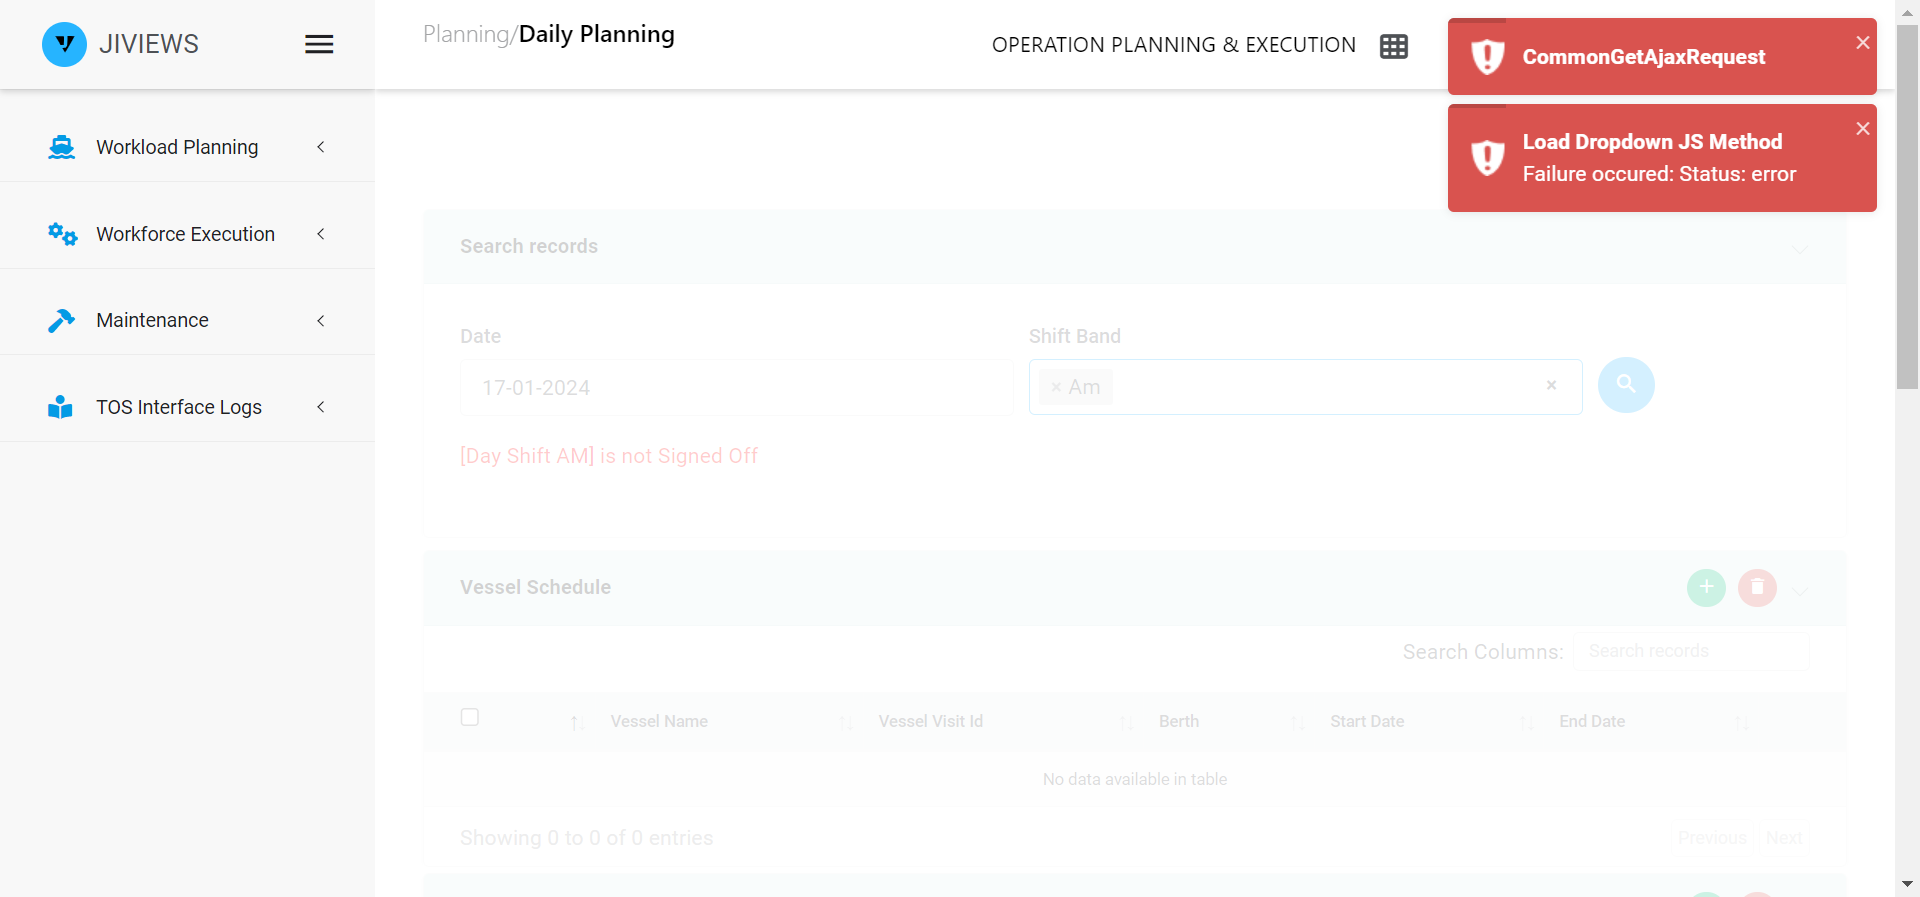 JIVIEWS
Planning/Daily Planning
OPERATION PLANNING & EXECUTION
CommonGetAjaxRequest
Load Dropdown JS Method
Failure occured: Status: error
Workload Planning
Workforce Execution
Maintenance
TOS Interface Logs
Search records
Date
Shift Band
17-01-2024
× Am ×
[Day Shift AM] is not Signed Off
Vessel Schedule
Search Columns: Search records
Vessel Name Vessel Visit Id Berth Start Date End Date
No data available in table
Showing 0 to 0 of 0 entries
Previous Next